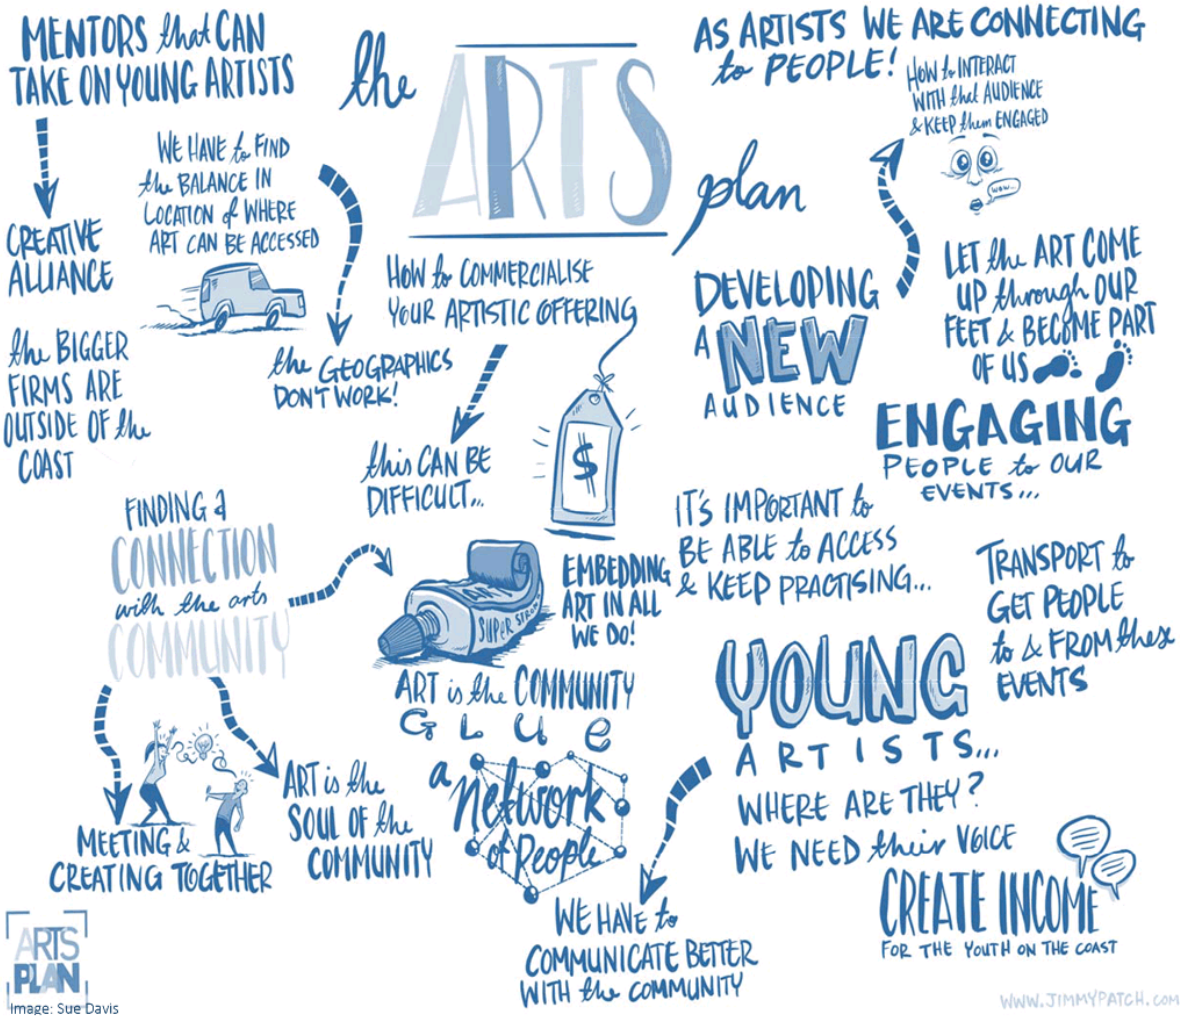 MENTORS that CAN
TAKE ON YOUNG ARTISTS
CREATIVE
ALLIANCE
the BIGGER
FIRMS ARE
OUTSIDE OF the
COAST
WE HAVE to FIND
the BALANCE IN
LOCATION of WHERE
ART CAN BE ACCESSED
the GEOGRAPHICS
DON'T WORK!
the
ARTS
plan
HOW to COMMERCIALISE
YOUR ARTISTIC OFFERING
$
this CAN BE
DIFFICULT...
AS ARTISTS WE ARE CONNECTING
to PEOPLE!
HOW to INTERACT
WITH that AUDIENCE
& KEEP them ENGAGED
WOW...
DEVELOPING
A NEW
AUDIENCE
LET the ART COME
UP through OUR
FEET & BECOME PART
OF US
ENGAGING
PEOPLE to OUR
EVENTS...
FINDING a
CONNECTION
with the arts
COMMUNITY
MEETING &
CREATING TOGETHER
ART is the
SOUL OF the
COMMUNITY
ART
SUPER STRONG
EMBEDDING
ART IN ALL
WE DO!
ART is the COMMUNITY
GLUe
a
network
of People
IT'S IMPORTANT to
BE ABLE to ACCESS
& KEEP PRACTISING...
TRANSPORT to
GET PEOPLE
to & FROM these
EVENTS
YOUNG
ARTISTS...
WHERE ARE THEY?
WE NEED their VOICE
WE HAVE to
COMMUNICATE BETTER
WITH the COMMUNITY
CREATE INCOME
FOR THE YOUTH ON THE COAST
ARTS
PLAN
Image: Sue Davis
WWW.JIMMYPATCH.COM